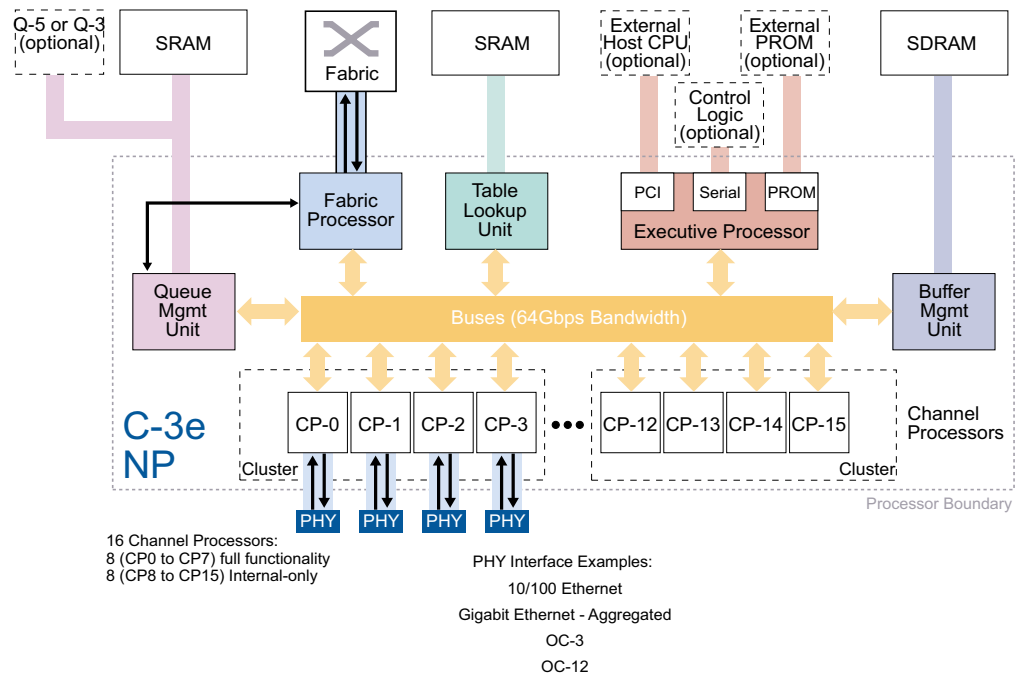 Q-5 or Q-3
(optional)
SRAM
Fabric
SRAM
External
Host CPU
(optional)
External
PROM
(optional)
SDRAM
Control
Logic
(optional)
Fabric
Processor
Table
Lookup
Unit
PCI
Serial
PROM
Executive Processor
Queue
Mgmt
Unit
Buses (64Gbps Bandwidth)
Buffer
Mgmt
Unit
C-3e
NP
CP-0
CP-1
CP-2
CP-3
CP-12
CP-13
CP-14
CP-15
Channel
Processors
Cluster
Cluster
Processor Boundary
PHY
PHY
PHY
PHY
16 Channel Processors:
8 (CP0 to CP7) full functionality
8 (CP8 to CP15) Internal-only
PHY Interface Examples:
10/100 Ethernet
Gigabit Ethernet - Aggregated
OC-3
OC-12